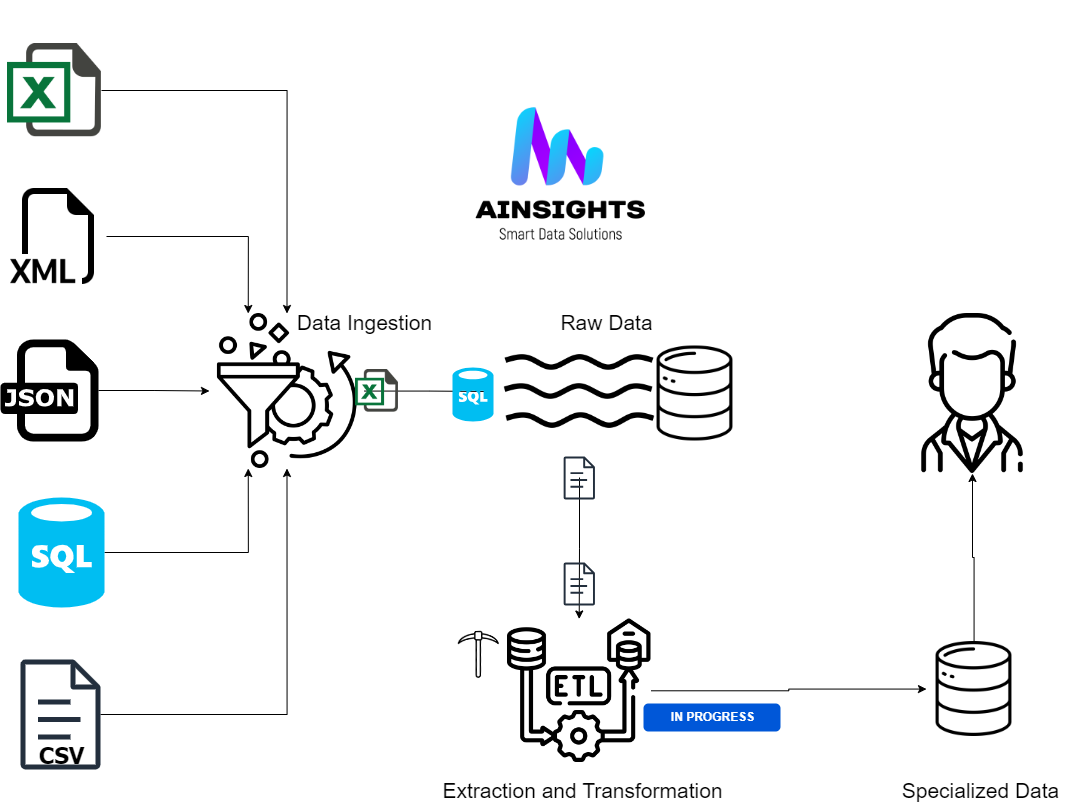 X
XML
JSON
SQL
CSV
AINSIGHTS
Smart Data Solutions
Data Ingestion
Raw Data
X
SQL
ETL
IN PROGRESS
Extraction and Transformation
Specialized Data